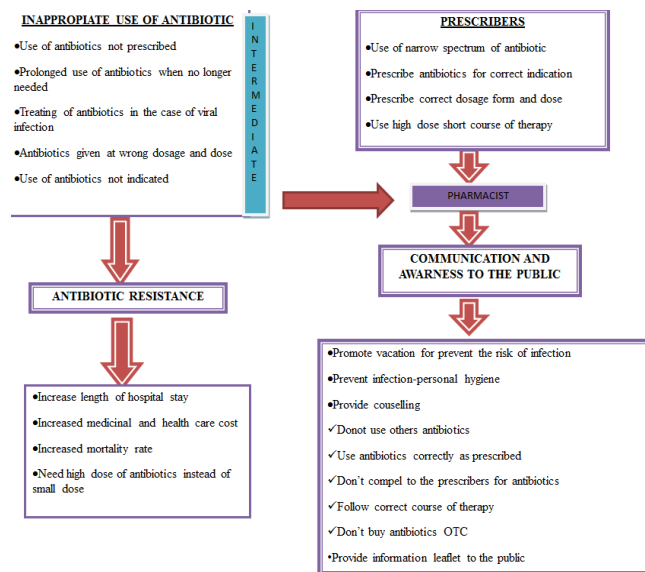 INAPPROPIATE USE OF ANTIBIOTIC
•Use of antibiotics not prescribed
•Prolonged use of antibiotics when no longer
needed
•Treating of antibiotics in the case of viral
infection
•Antibiotics given at wrong dosage and dose
•Use of antibiotics not indicated
INTERMEDIATE
ANTIBIOTIC RESISTANCE
•Increase length of hospital stay
•Increased medicinal and health care cost
•Increased mortality rate
•Need high dose of antibiotics instead of
small dose
PRESCRIBERS
•Use of narrow spectrum of antibiotic
•Prescribe antibiotics for correct indication
•Prescribe correct dosage form and dose
•Use high dose short course of therapy
PHARMACIST
COMMUNICATION AND
AWARNESS TO THE PUBLIC
•Promote vacation for prevent the risk of infection
•Prevent infection-personal hygiene
•Provide couselling
✓Donot use others antibiotics
✓Use antibiotics correctly as prescribed
✓Don't compel to the prescribers for antibiotics
✓Follow correct course of therapy
✓Don't buy antibiotics OTC
•Provide information leaflet to the public